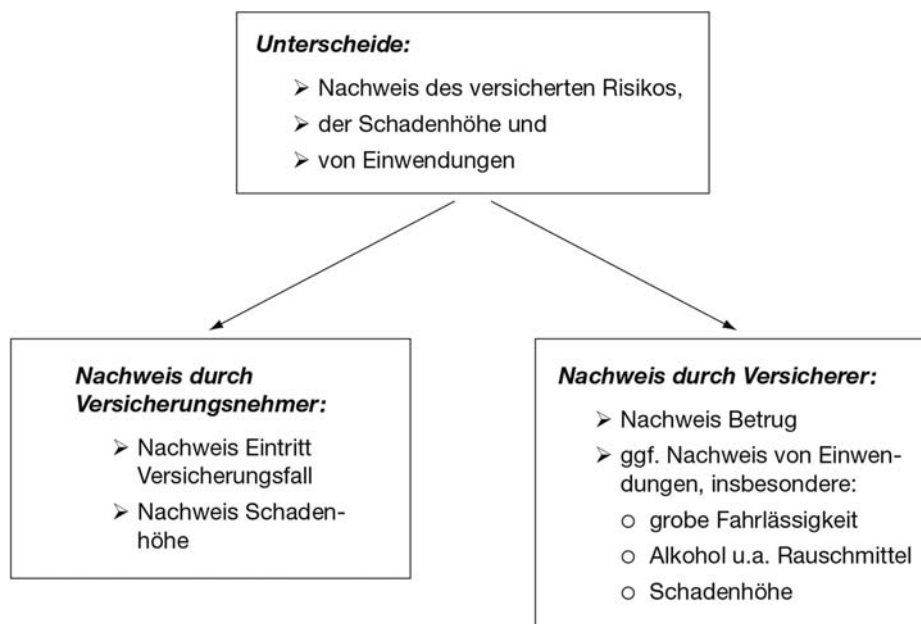 Unterscheide:
➢ Nachweis des versicherten Risikos,
➢ der Schadenhöhe und
➢ von Einwendungen
Nachweis durch
Versicherungsnehmer:
➢ Nachweis Eintritt
Versicherungsfall
➢ Nachweis Schaden-
höhe
Nachweis durch Versicherer:
➢ Nachweis Betrug
➢ ggf. Nachweis von Einwen-
dungen, insbesondere:
○ grobe Fahrlässigkeit
○ Alkohol u.a. Rauschmittel
○ Schadenhöhe